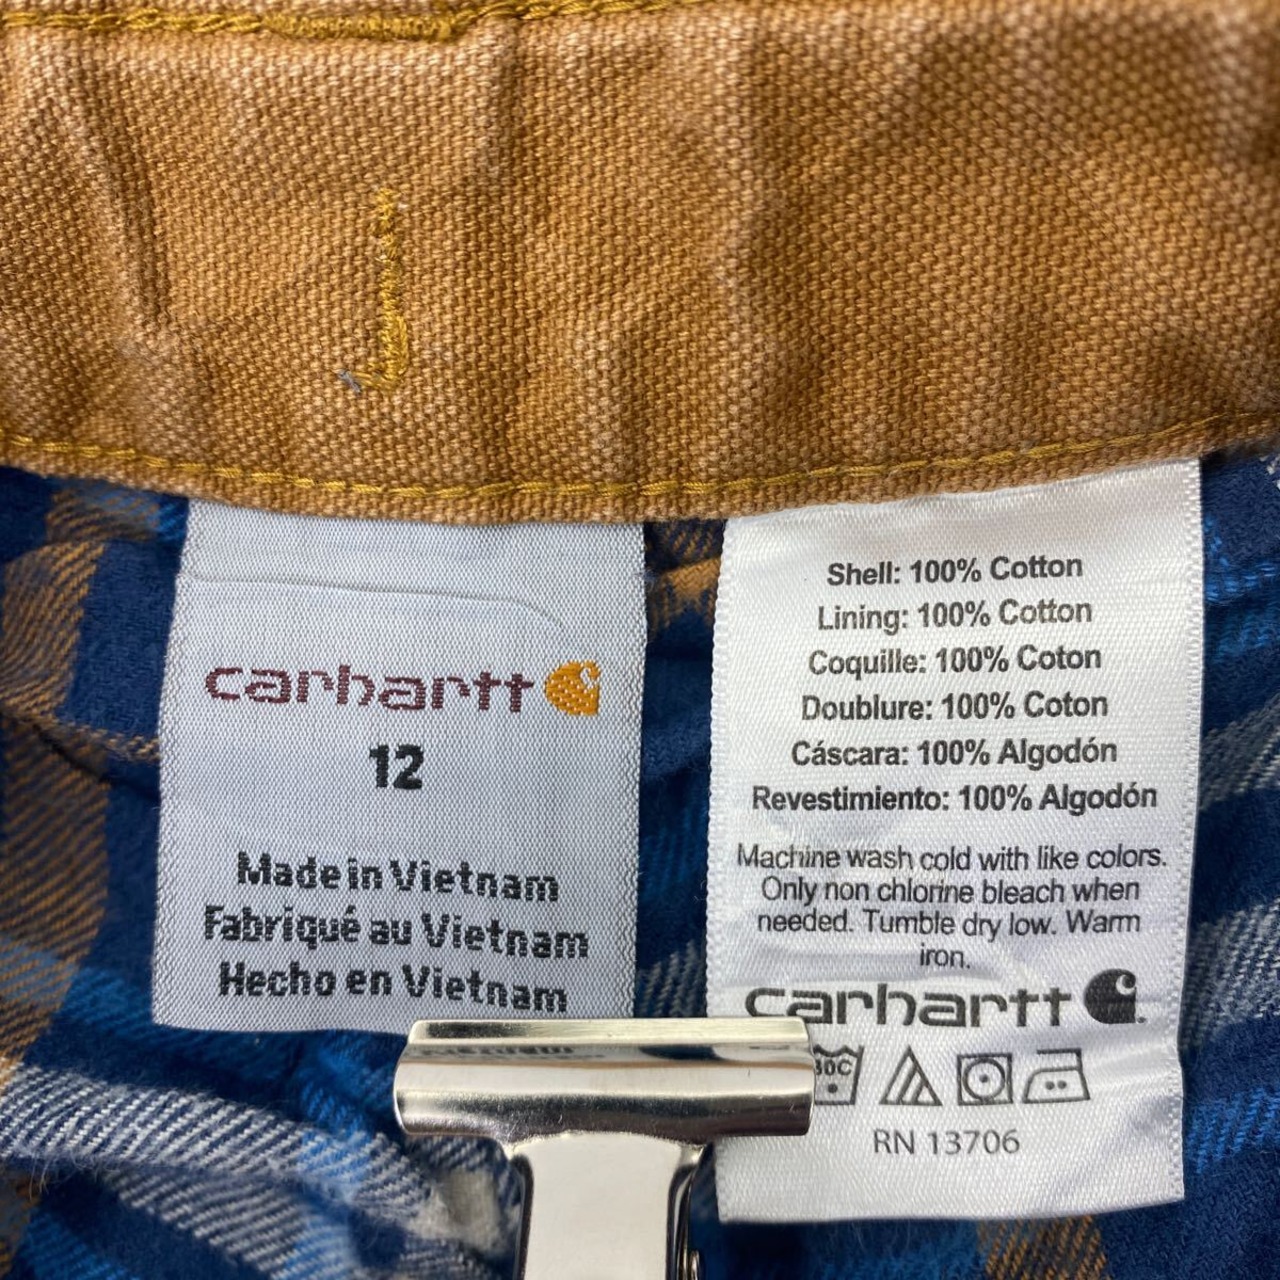 carhartt
12
Made in Vietnam
Fabriqué au Vietnam
Hecho en Vietnam
Shell: 100% Cotton
Lining: 100% Cotton
Coquille: 100% Coton
Doublure: 100% Coton
Cáscara: 100% Algodón
Revestimiento: 100% Algodón
Machine wash cold with like colors.
Only non chlorine bleach when
needed. Tumble dry low. Warm
iron.
carhartt
30C
RN 13706